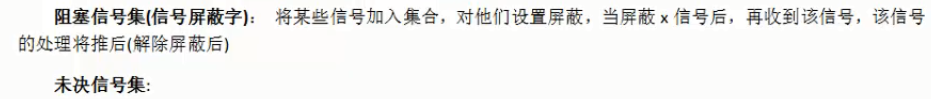 阻塞信号集(信号屏蔽字)： 将某些信号加入集合，对他们设置屏蔽，当屏蔽 x 信号后，再收到该信号，该信号
的处理将推后(解除屏蔽后)
未决信号集: